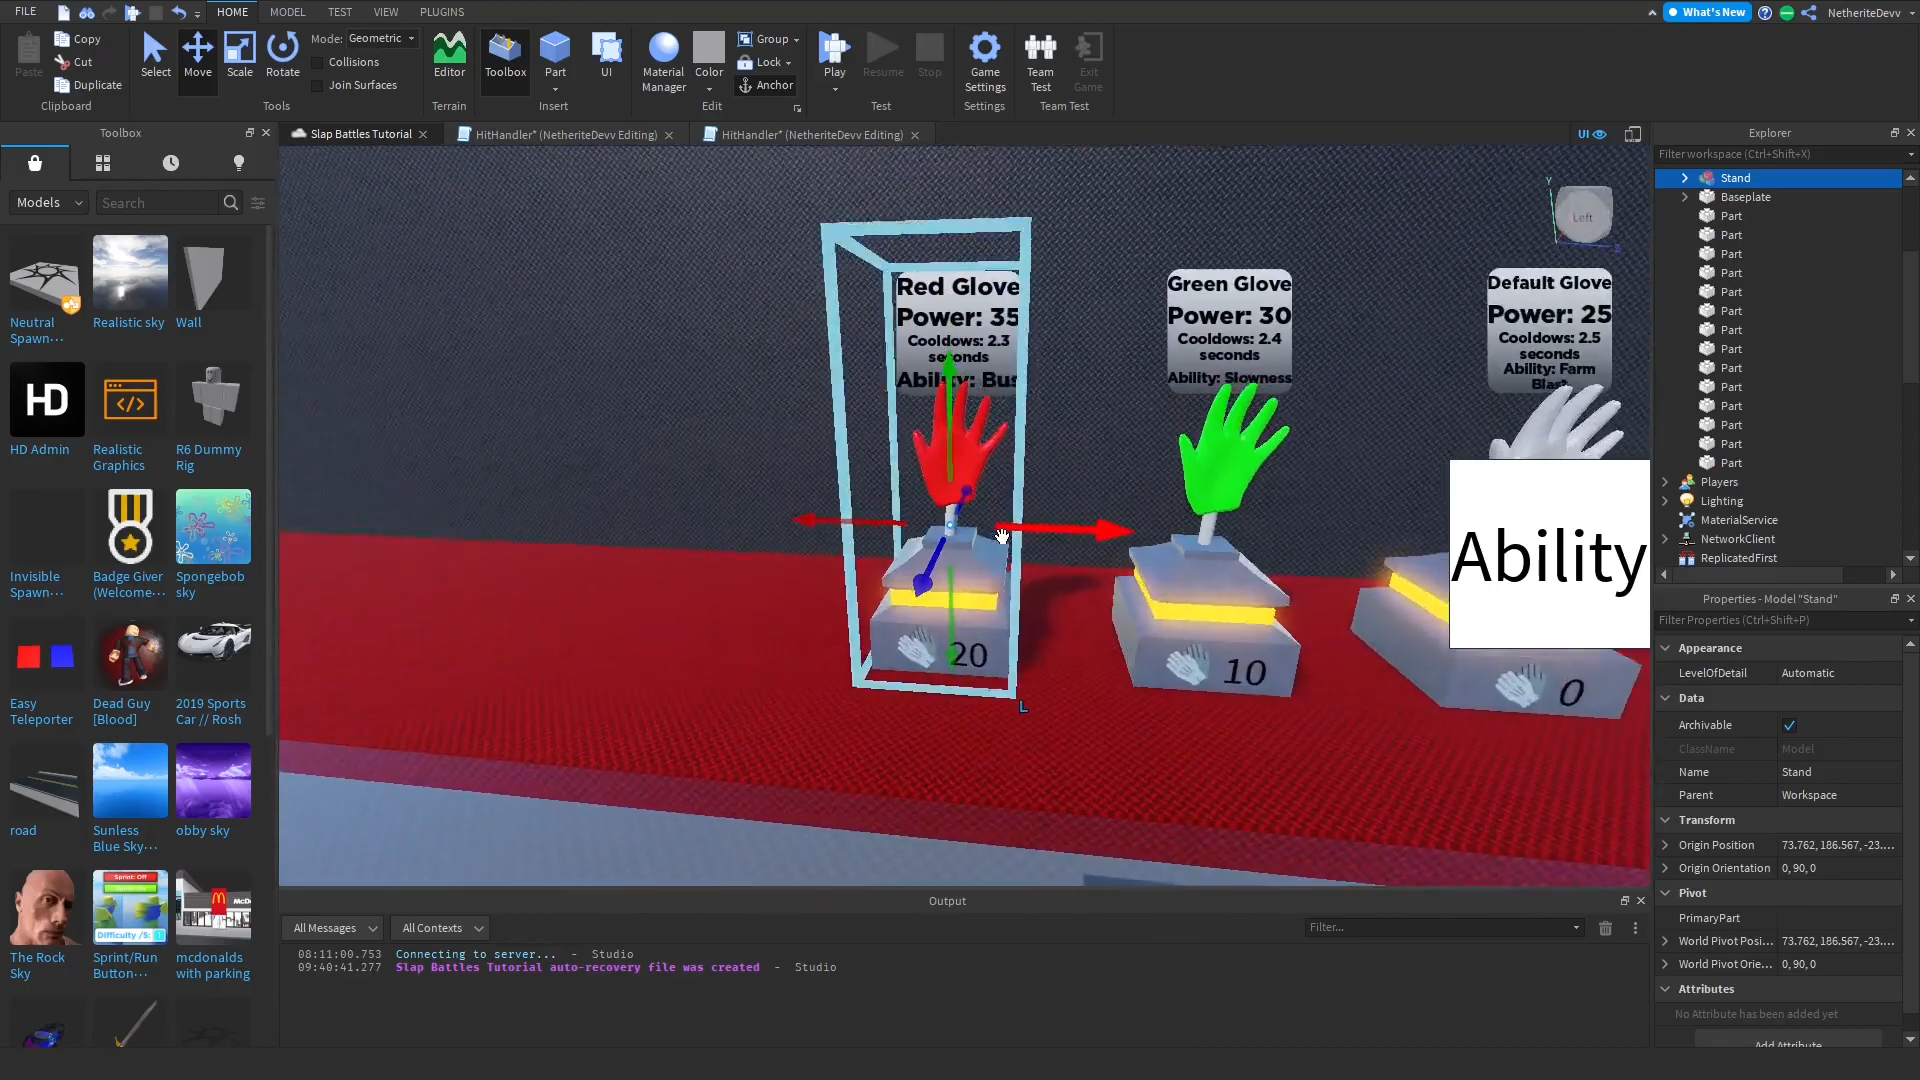 FILE
HOME
MODEL
TEST
VIEW
PLUGINS
What's New
NetheriteDevv
Paste
Copy
Cut
Duplicate
Clipboard
Select
Move
Scale
Rotate
Mode: Geometric
Collisions
Join Surfaces
Tools
Editor
Terrain
Toolbox
Part
UI
Insert
Material
Manager
Color
Group
Lock
Anchor
Edit
Play
Resume
Stop
Test
Game
Settings
Settings
Team
Test
Exit
Game
Team Test
Toolbox
Slap Battles Tutorial
HitHandler* (NetheriteDevv Editing)
HitHandler* (NetheriteDevv Editing)
UI
Models
Search
Neutral
Spawn···
Realistic sky
Wall
HD
HD Admin
Realistic
Graphics
R6 Dummy
Rig
Invisible
Spawn···
Badge Giver
(Welcome···
Spongebob
sky
Easy
Teleporter
Dead Guy
[Blood]
2019 Sports
Car // Rosh
road
Sunless
Blue Sky···
obby sky
Sprint: Off
Difficulty /5: 1
The Rock
Sky
Sprint/Run
Button···
mcdonalds
with parking
Red Glove
Power: 35
Cooldows: 2.3
seconds
Ability: Bus
20
Green Glove
Power: 30
Cooldows: 2.4
seconds
Ability: Slowness
10
Default Glove
Power: 25
Cooldows: 2.5
seconds
Ability: Farm
Blast
0
Ability
Left
Y
L
Output
All Messages
All Contexts
Filter...
08:11:00.753 Connecting to server... - Studio
09:40:41.277 Slap Battles Tutorial auto-recovery file was created - Studio
Explorer
Filter workspace (Ctrl+Shift+X)
Stand
Baseplate
Part
Part
Part
Part
Part
Part
Part
Part
Part
Part
Part
Part
Part
Part
Players
Lighting
MaterialService
NetworkClient
ReplicatedFirst
Properties - Model "Stand"
Filter Properties (Ctrl+Shift+P)
Appearance
LevelOfDetail Automatic
Data
Archivable
ClassName Model
Name Stand
Parent Workspace
Transform
Origin Position 73.762, 186.567, -23....
Origin Orientation 0, 90, 0
Pivot
PrimaryPart
World Pivot Posi... 73.762, 186.567, -23....
World Pivot Orie... 0, 90, 0
Attributes
No Attribute has been added yet
Add Attribute